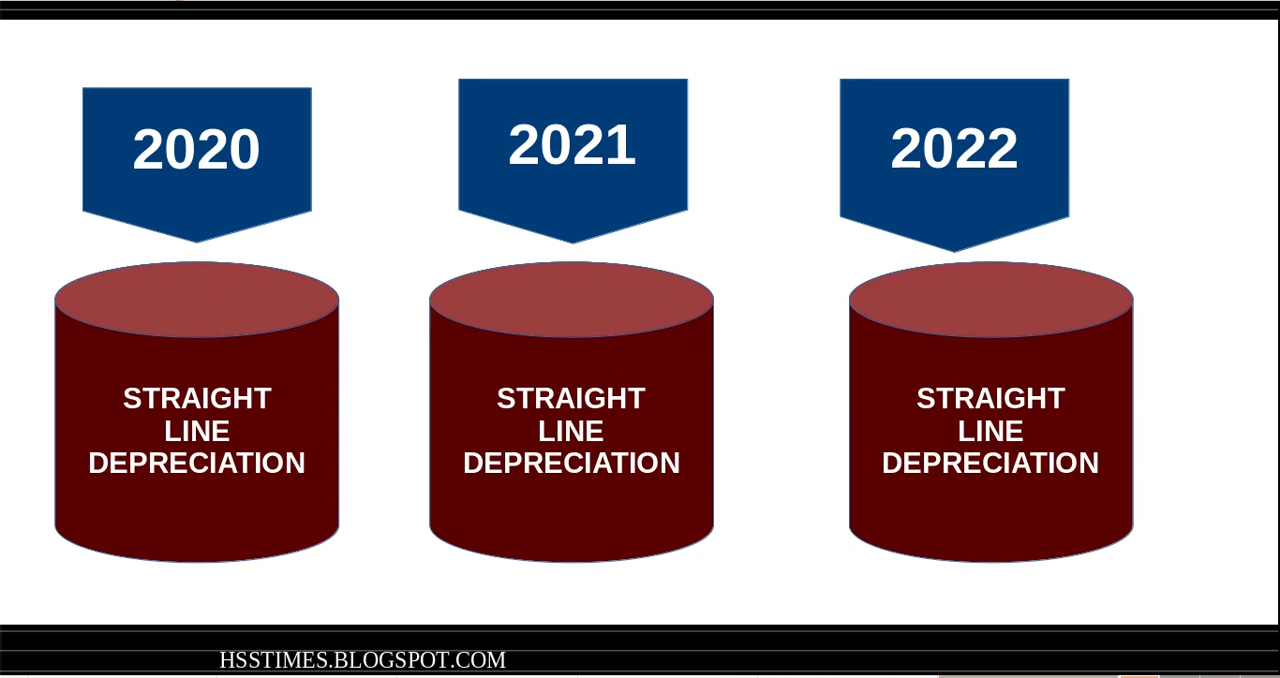 2020
2021
2022
STRAIGHT
LINE
DEPRECIATION
STRAIGHT
LINE
DEPRECIATION
STRAIGHT
LINE
DEPRECIATION
HSSTIMES.BLOGSPOT.COM